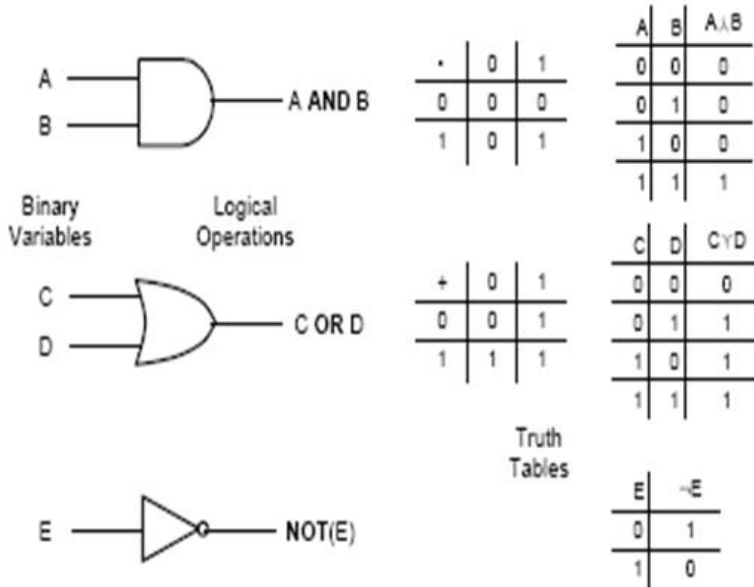 A
B
A AND B
· 0 1
0 0 0
1 0 1
A B A⅄B
0 0 0
0 1 0
1 0 0
1 1 1
Binary
Variables
Logical
Operations
C
D
C OR D
+ 0 1
0 0 1
1 1 1
C D C⋎D
0 0 0
0 1 1
1 0 1
1 1 1
Truth
Tables
E
NOT(E)
E ¬E
0 1
1 0